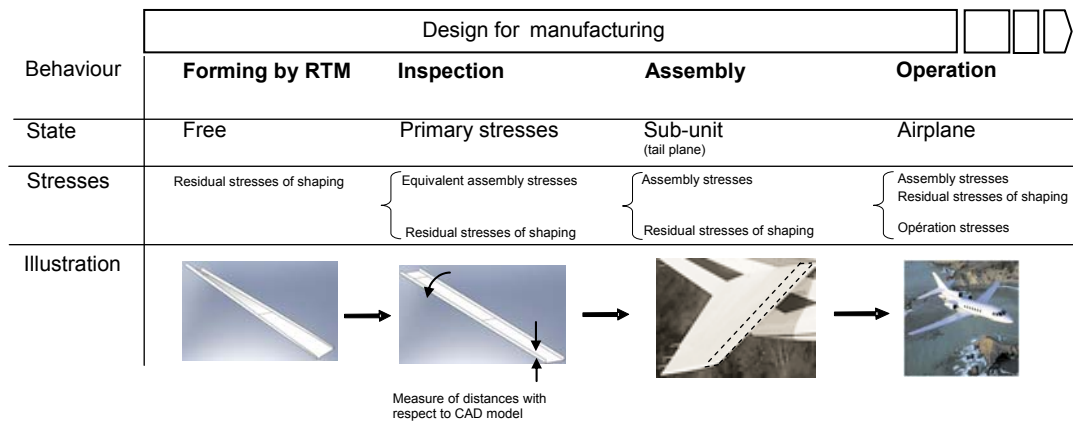 Design for manufacturing
Behaviour Forming by RTM Inspection Assembly Operation
State Free Primary stresses Sub-unit Airplane
(tail plane)
Stresses Residual stresses of shaping Equivalent assembly stresses Assembly stresses Assembly stresses
Residual stresses of shaping
Residual stresses of shaping Residual stresses of shaping Opération stresses
Illustration
Measure of distances with
respect to CAD model